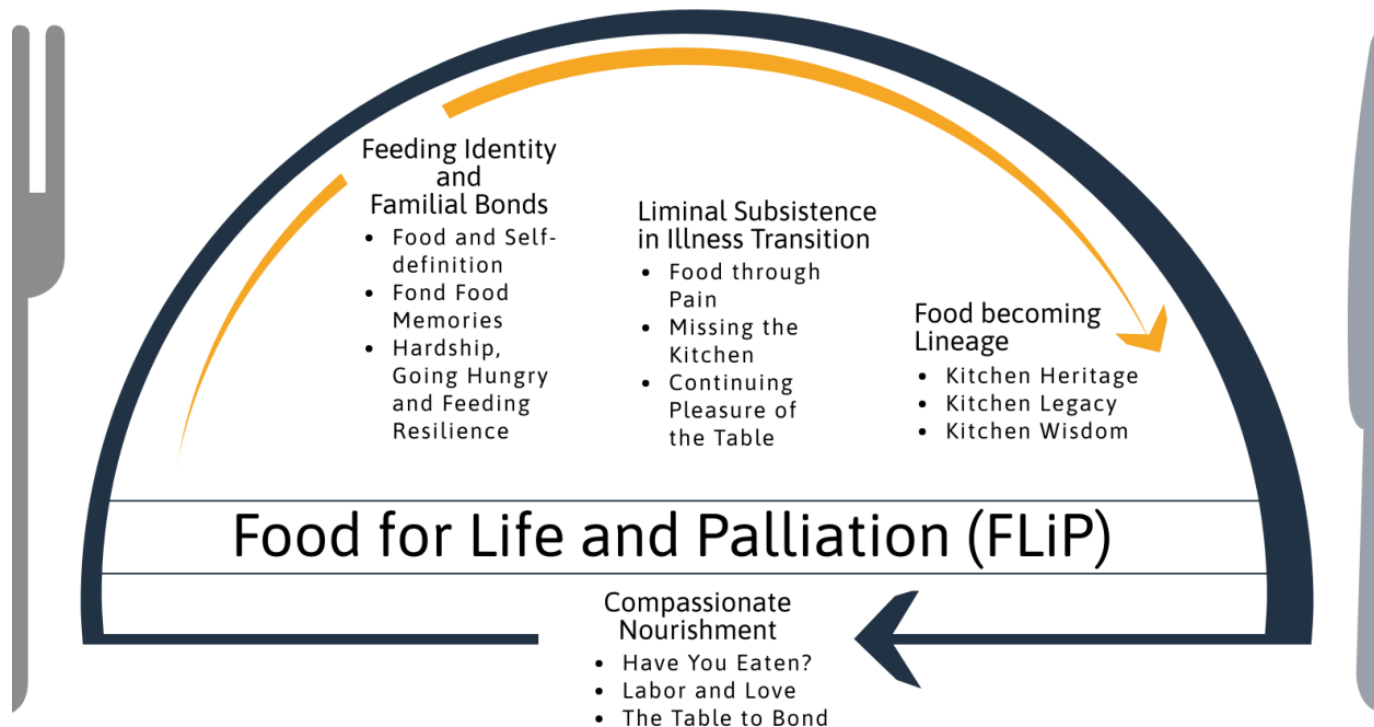 Feeding Identity
and
Familial Bonds
• Food and Self-
definition
• Fond Food
Memories
• Hardship,
Going Hungry
and Feeding
Resilience
Liminal Subsistence
in Illness Transition
• Food through
Pain
• Missing the
Kitchen
• Continuing
Pleasure of
the Table
Food becoming
Lineage
• Kitchen Heritage
• Kitchen Legacy
• Kitchen Wisdom
Food for Life and Palliation (FLiP)
Compassionate
Nourishment
• Have You Eaten?
• Labor and Love
• The Table to Bond